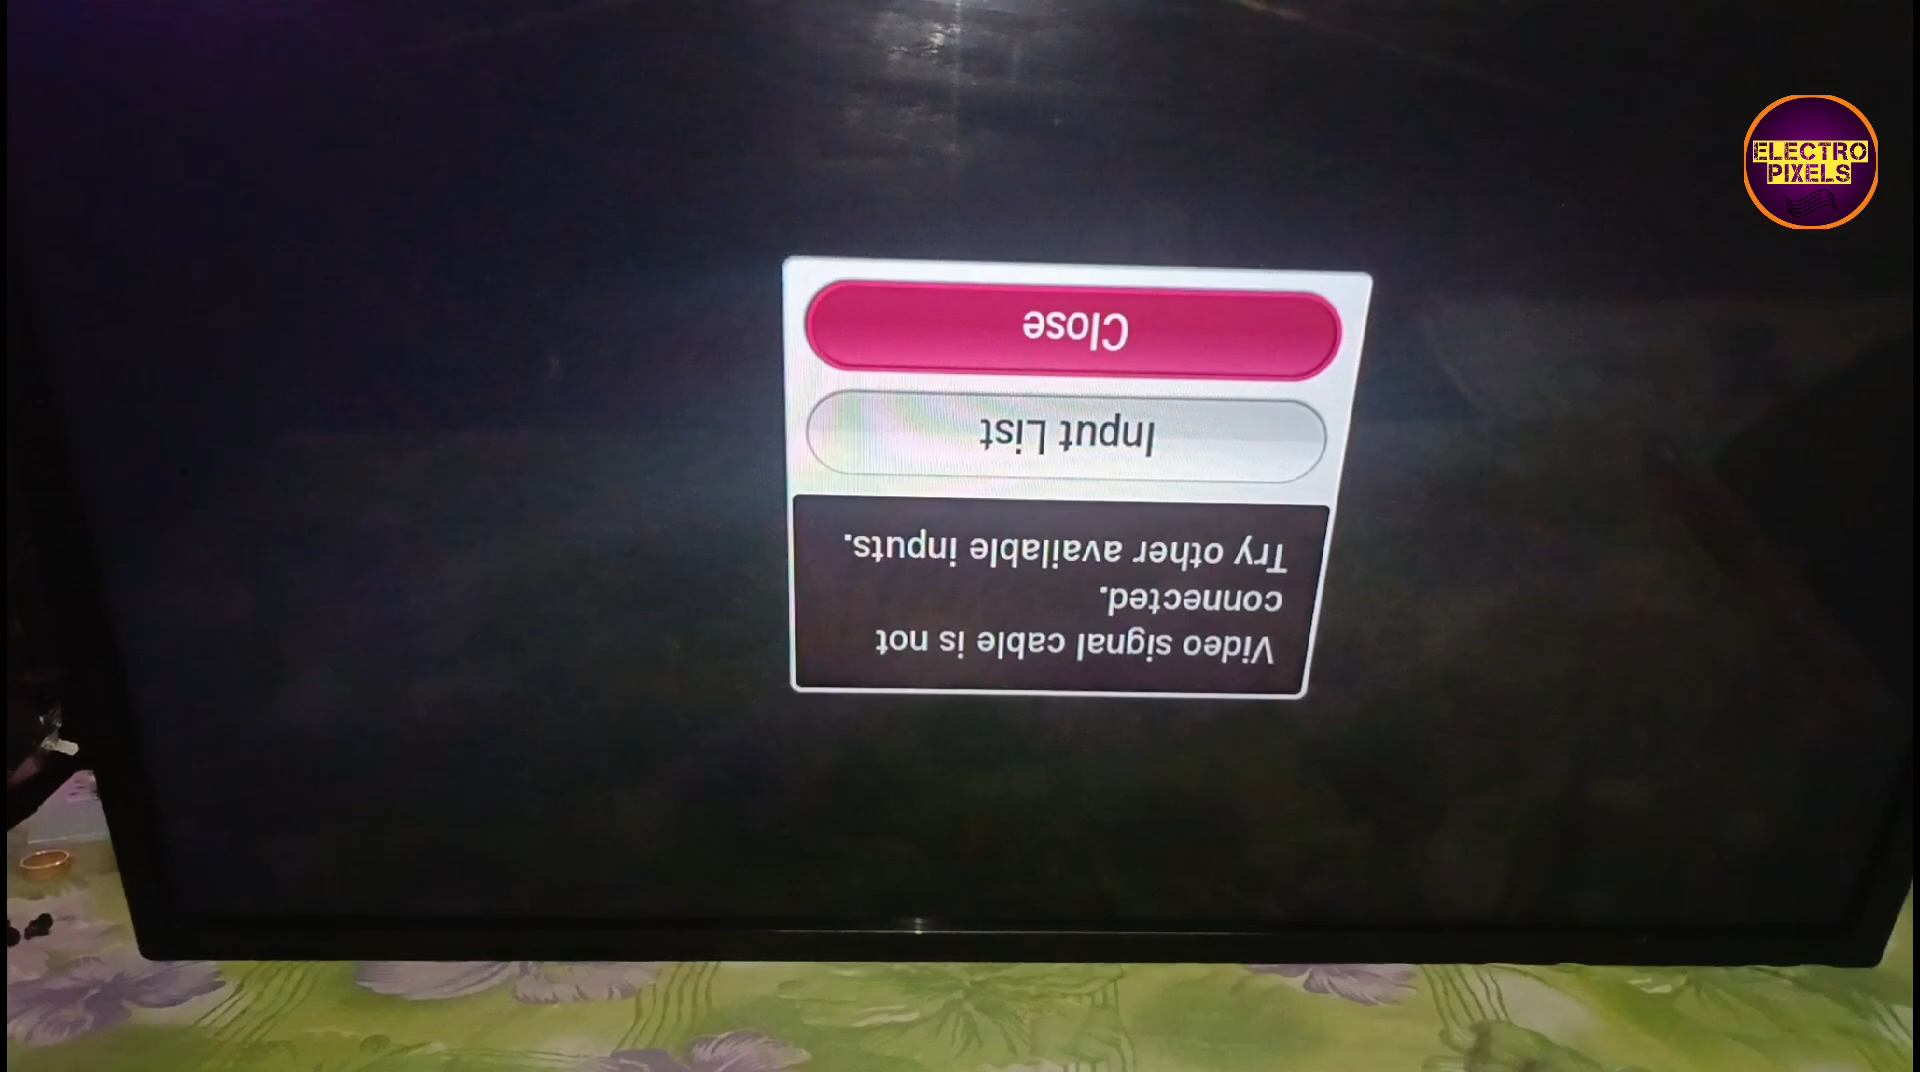 Video signal cable is not
connected.
Try other available inputs.
Input List
Close
ELECTRO
PIXELS